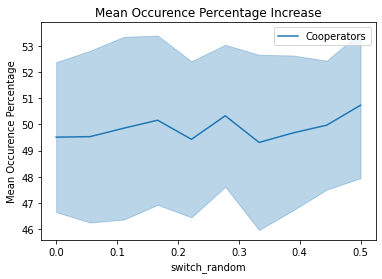 Mean Occurence Percentage Increase
Cooperators
Mean Occurence Percentage
53
52
51
50
49
48
47
46
0.0 0.1 0.2 0.3 0.4 0.5
switch_random